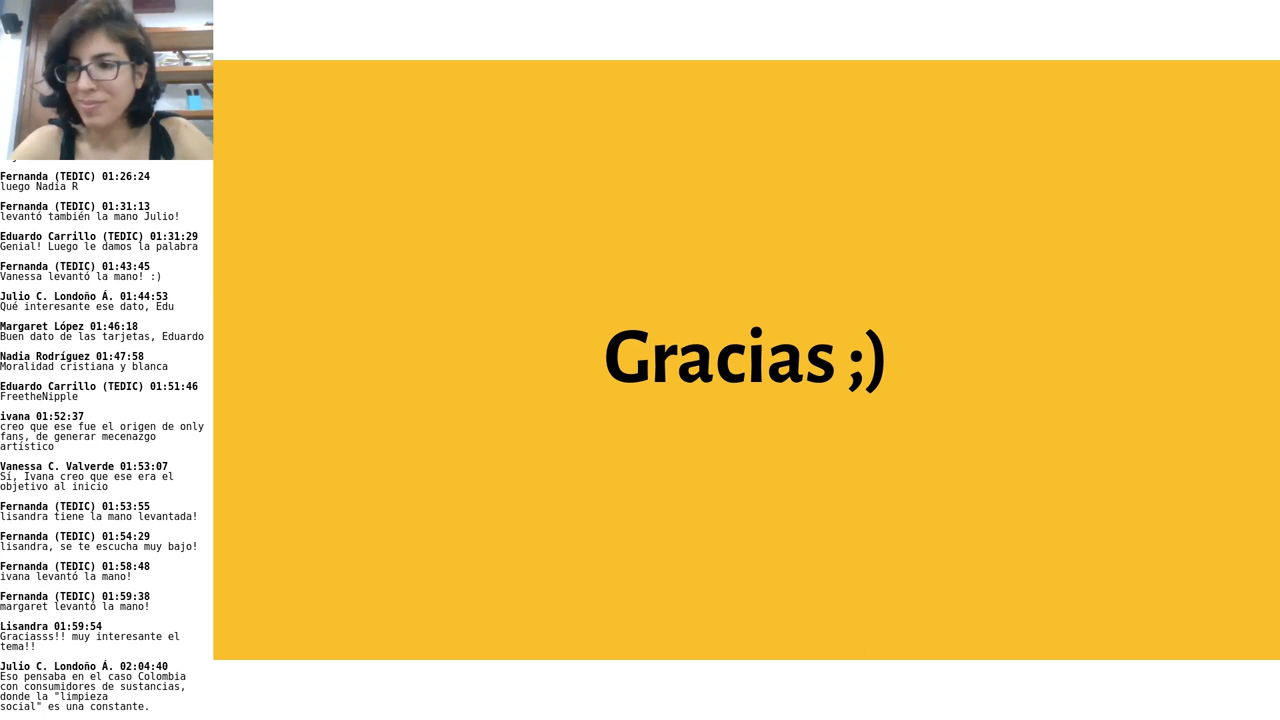 Fernanda (TEDIC) 01:26:24
luego Nadia R
Fernanda (TEDIC) 01:31:13
levantó también la mano Julio!
Eduardo Carrillo (TEDIC) 01:31:29
Genial! Luego le damos la palabra
Fernanda (TEDIC) 01:43:45
Vanessa levantó la mano! :)
Julio C. Londoño Á. 01:44:53
Qué interesante ese dato, Edu
Margaret López 01:46:18
Buen dato de las tarjetas, Eduardo
Nadia Rodríguez 01:47:58
Moralidad cristiana y blanca
Eduardo Carrillo (TEDIC) 01:51:46
FreetheNipple
ivana 01:52:37
creo que ese fue el origen de only
fans, de generar mecenazgo
artístico
Vanessa C. Valverde 01:53:07
Sí, Ivana creo que ese era el
objetivo al inicio
Fernanda (TEDIC) 01:53:55
lisandra tiene la mano levantada!
Fernanda (TEDIC) 01:54:29
lisandra, se te escucha muy bajo!
Fernanda (TEDIC) 01:58:48
ivana levantó la mano!
Fernanda (TEDIC) 01:59:38
margaret levantó la mano!
Lisandra 01:59:54
Graciasss!! muy interesante el
tema!!
Julio C. Londoño Á. 02:04:40
Eso pensaba en el caso Colombia
con consumidores de sustancias,
donde la "limpieza
social" es una constante.
Gracias ;)